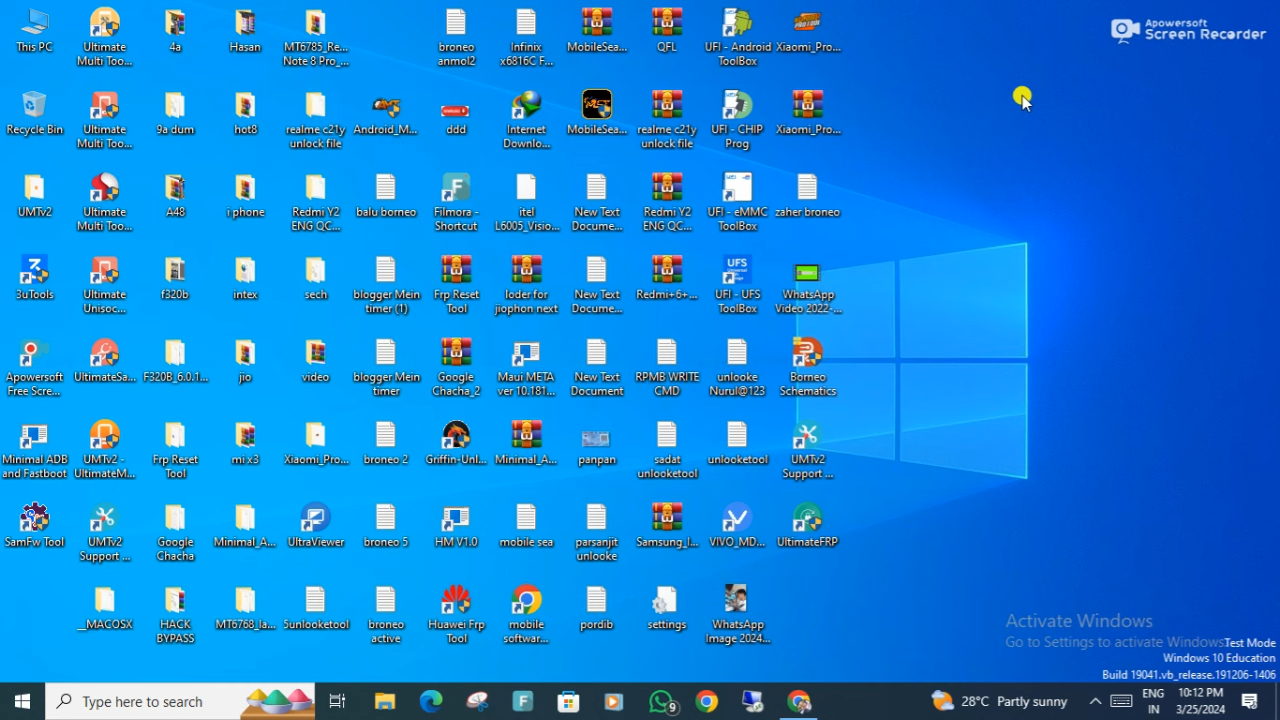 Apowersoft
Screen Recorder
This PC
Ultimate
Multi Too...
4a
Hasan
MT6785_Re...
Note 8 Pro_...
broneo
anmol2
Infinix
x6816C F...
MobileSea...
QFL
UFI - Android
ToolBox
Xiaomi_Pro...
Recycle Bin
Ultimate
Multi Too...
9a dum
hot8
realme c21y
unlock file
Android_M...
ddd
Internet
Downlo...
MobileSea...
realme c21y
unlock file
UFI - CHIP
Prog
Xiaomi_Pro...
UMTv2
Ultimate
Multi Too...
A48
i phone
Redmi Y2
ENG QC...
balu borneo
Filmora -
Shortcut
itel
L6005_Visio...
New Text
Docume...
Redmi Y2
ENG QC...
UFI - eMMC
ToolBox
zaher broneo
3uTools
Ultimate
Unisoc...
f320b
intex
sech
blogger Mein
timer (1)
Frp Reset
Tool
loder for
jiophon next
New Text
Docume...
Redmi+6+...
UFS
UFI - UFS
ToolBox
WhatsApp
Video 2022-...
Apowersoft
Free Scre...
UltimateSa...
F320B_6.0.1...
jio
video
blogger Mein
timer
Google
Chacha_2
Maui META
ver 10.181...
New Text
Document
RPMB WRITE
CMD
unlooke
Nurul@123
Borneo
Schematics
Minimal ADB
and Fastboot
UMTv2 -
UltimateM...
Frp Reset
Tool
mi x3
Xiaomi_Pro...
broneo 2
Griffin-Unl...
Minimal_A...
panpan
sadat
unlooketool
unlooketool
UMTv2
Support ...
SamFw Tool
UMTv2
Support ...
Google
Chacha
Minimal_A...
UltraViewer
broneo 5
HM V1.0
mobile sea
parsanjit
unlooke
Samsung_I...
VIVO_MD...
UltimateFRP
__MACOSX
HACK
BYPASS
MT6768_la...
5unlooketool
broneo
active
Huawei Frp
Tool
mobile
softwar...
pordib
settings
WhatsApp
Image 2024...
Activate Windows
Go to Settings to activate Windows.
Test Mode
Windows 10 Education
Build 19041.vb_release.191206-1406
Type here to search
9
28°C Partly sunny
ENG
IN
10:12 PM
3/25/2024